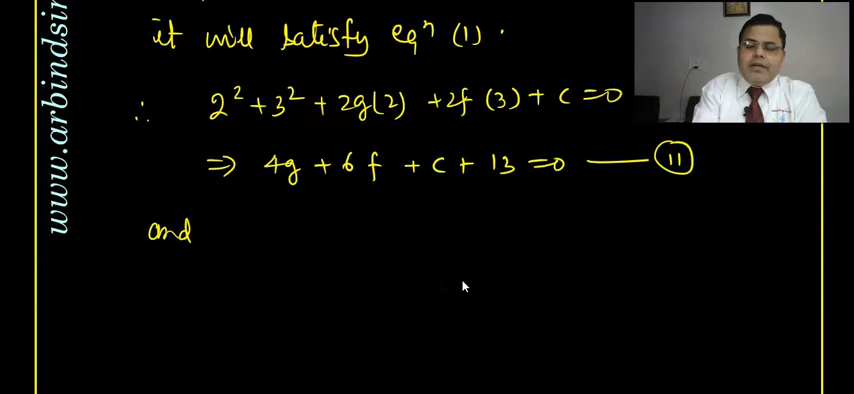 it will satisfy eqⁿ (1) .
∴ 2² + 3² + 2g(2) + 2f (3) + c = 0
⇒ 4g + 6f + c + 13 = 0 —— (11)
and
www.arbindsin